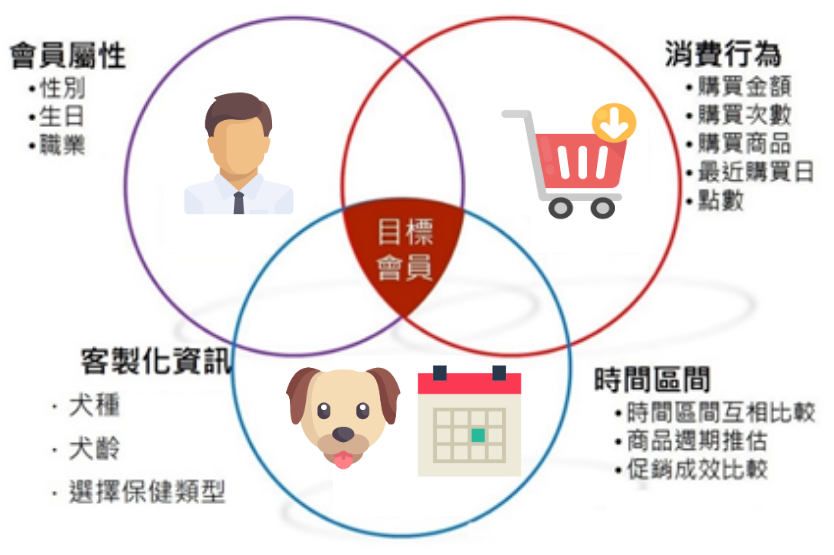 會員屬性
•性別
•生日
•職業
消費行為
•購買金額
•購買次數
•購買商品
•最近購買日
•點數
目標
會員
客製化資訊
· 犬種
· 犬齡
· 選擇保健類型
時間區間
•時間區間互相比較
•商品週期推估
•促銷成效比較